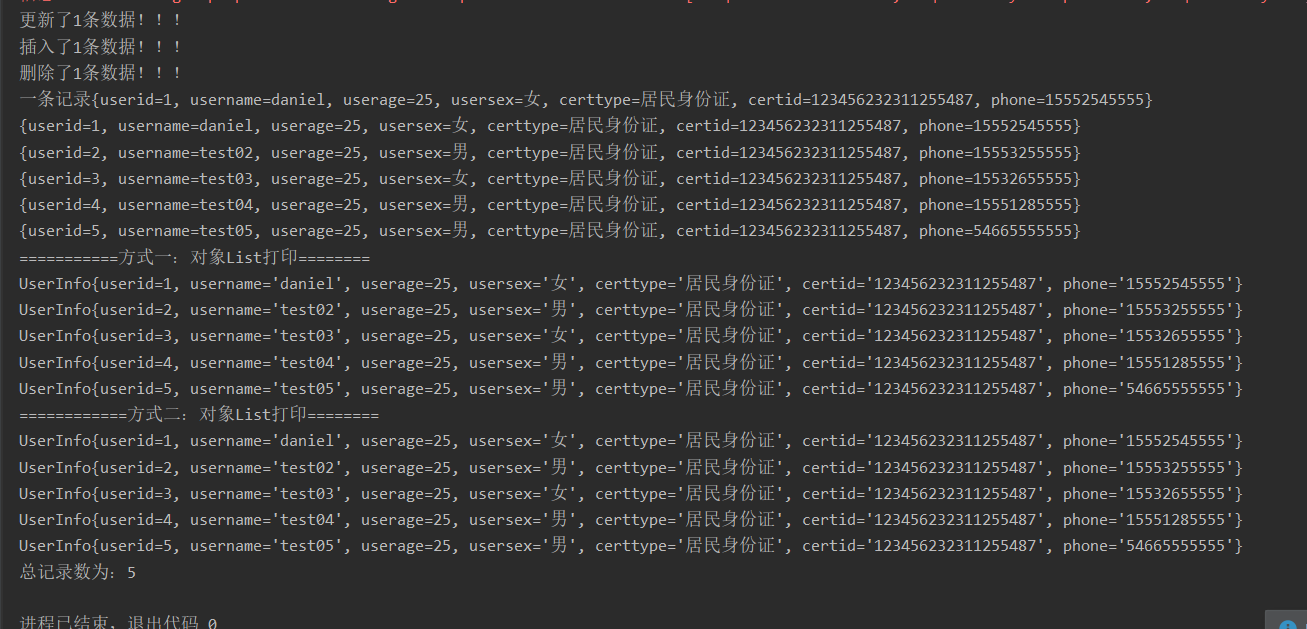 更新了1条数据！！！
插入了1条数据！！！
删除了1条数据！！！
一条记录{userid=1, username=daniel, userage=25, usersex=女, certtype=居民身份证, certid=123456232311255487, phone=15552545555}
{userid=1, username=daniel, userage=25, usersex=女, certtype=居民身份证, certid=123456232311255487, phone=15552545555}
{userid=2, username=test02, userage=25, usersex=男, certtype=居民身份证, certid=123456232311255487, phone=15553255555}
{userid=3, username=test03, userage=25, usersex=女, certtype=居民身份证, certid=123456232311255487, phone=15532655555}
{userid=4, username=test04, userage=25, usersex=男, certtype=居民身份证, certid=123456232311255487, phone=15551285555}
{userid=5, username=test05, userage=25, usersex=男, certtype=居民身份证, certid=123456232311255487, phone=54665555555}
===========方式一：对象List打印========
UserInfo{userid=1, username='daniel', userage=25, usersex='女', certtype='居民身份证', certid='123456232311255487', phone='15552545555'}
UserInfo{userid=2, username='test02', userage=25, usersex='男', certtype='居民身份证', certid='123456232311255487', phone='15553255555'}
UserInfo{userid=3, username='test03', userage=25, usersex='女', certtype='居民身份证', certid='123456232311255487', phone='15532655555'}
UserInfo{userid=4, username='test04', userage=25, usersex='男', certtype='居民身份证', certid='123456232311255487', phone='15551285555'}
UserInfo{userid=5, username='test05', userage=25, usersex='男', certtype='居民身份证', certid='123456232311255487', phone='54665555555'}
============方式二：对象List打印========
UserInfo{userid=1, username='daniel', userage=25, usersex='女', certtype='居民身份证', certid='123456232311255487', phone='15552545555'}
UserInfo{userid=2, username='test02', userage=25, usersex='男', certtype='居民身份证', certid='123456232311255487', phone='15553255555'}
UserInfo{userid=3, username='test03', userage=25, usersex='女', certtype='居民身份证', certid='123456232311255487', phone='15532655555'}
UserInfo{userid=4, username='test04', userage=25, usersex='男', certtype='居民身份证', certid='123456232311255487', phone='15551285555'}
UserInfo{userid=5, username='test05', userage=25, usersex='男', certtype='居民身份证', certid='123456232311255487', phone='54665555555'}
总记录数为：5
进程已结束，退出代码 0